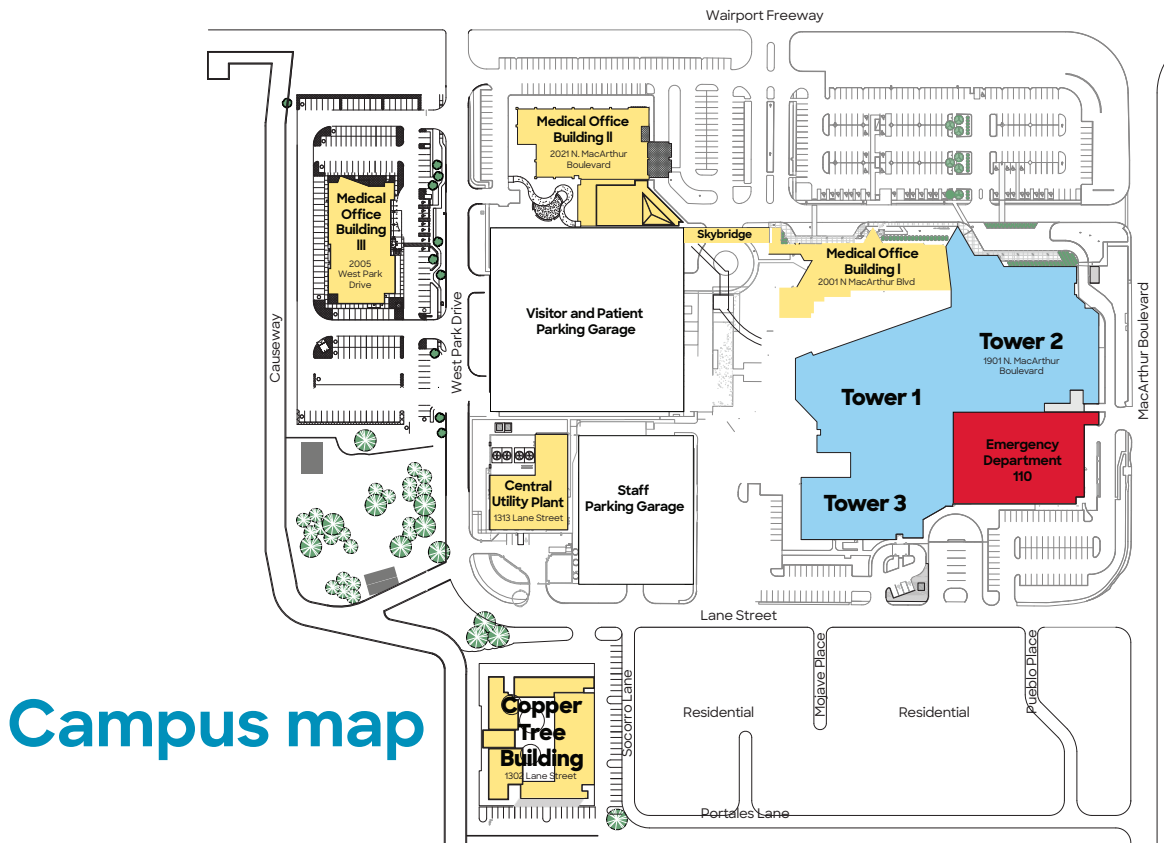 Wairport Freeway
Medical Office
Building II
2021 N. MacArthur
Boulevard
Medical
Office
Building
III
2005
West Park
Drive
Skybridge
Medical Office
Building I
2001 N MacArthur Blvd
Visitor and Patient
Parking Garage
Tower 2
1901 N. MacArthur
Boulevard
Tower 1
Causeway
West Park Drive
MacArthur Boulevard
Emergency
Department
110
Central
Utility Plant
1313 Lane Street
Staff
Parking Garage
Tower 3
Lane Street
Socorro Lane
Mojave Place
Pueblo Place
Residential
Residential
Copper
Tree
Building
1302 Lane Street
Campus map
Portales Lane